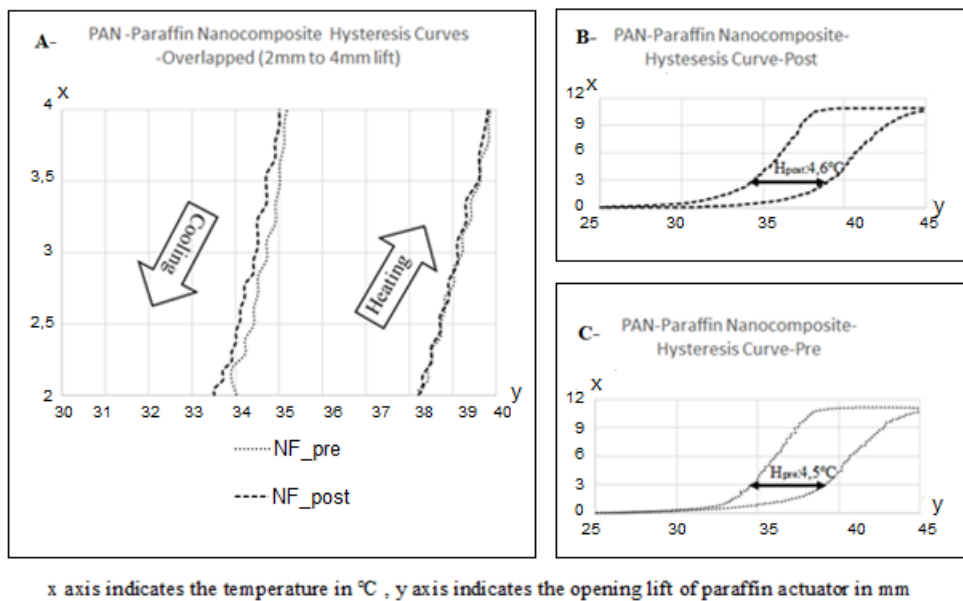 A- PAN-Paraffin Nanocomposite Hysteresis Curves
-Overlapped (2mm to 4mm lift)
x
4
3,5
3
2,5
2
Cooling
Heating
y
30 31 32 33 34 35 36 37 38 39 40
NF_pre
NF_post
B- PAN-Paraffin Nanocomposite-
Hystesesis Curve-Post
x
12
9
6
3
0
Hpost:4,6°C
y
25 30 35 40 45
C- PAN-Paraffin Nanocomposite-
Hysteresis Curve-Pre
x
12
9
6
3
0
Hpre:4,5°C
y
25 30 35 40 45
x axis indicates the temperature in °C , y axis indicates the opening lift of paraffin actuator in mm